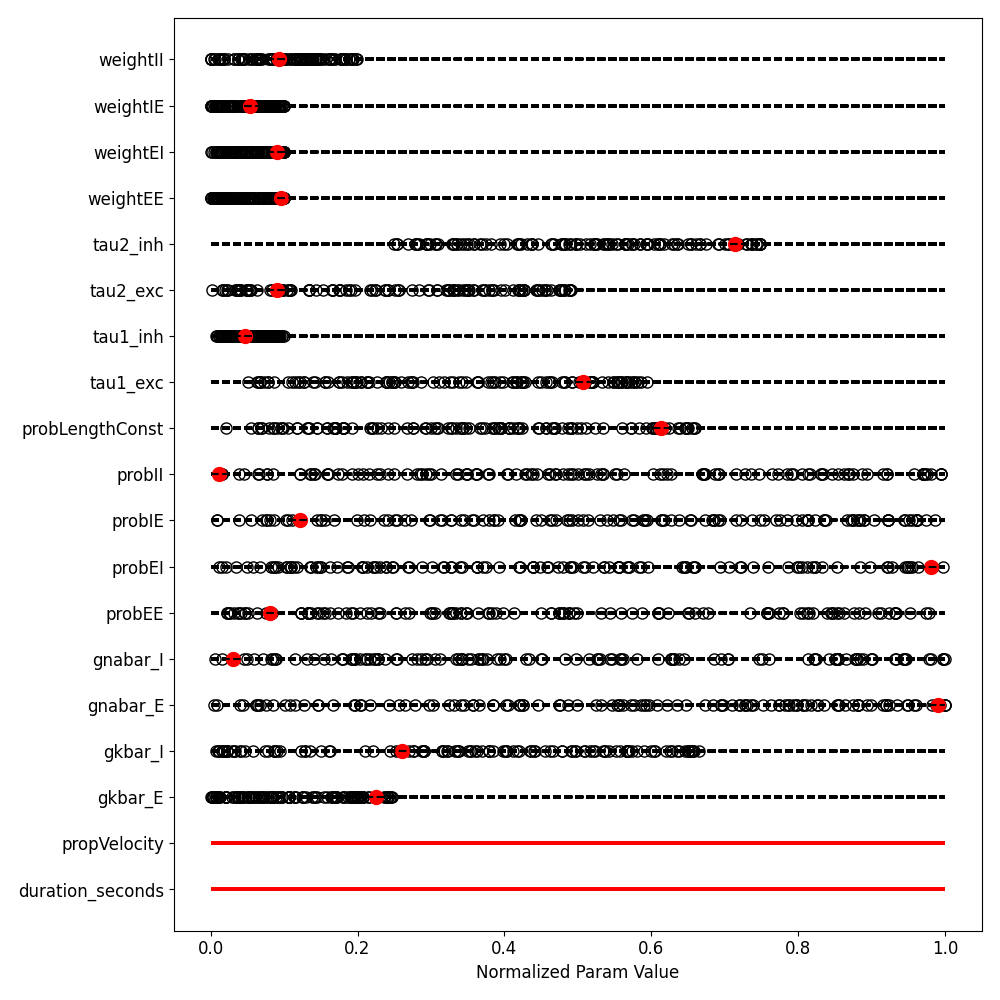 weightII
weightIE
weightEI
weightEE
tau2_inh
tau2_exc
tau1_inh
tau1_exc
probLengthConst
probII
probIE
probEI
probEE
gnabar_I
gnabar_E
gkbar_I
gkbar_E
propVelocity
duration_seconds
0.0 0.2 0.4 0.6 0.8 1.0
Normalized Param Value